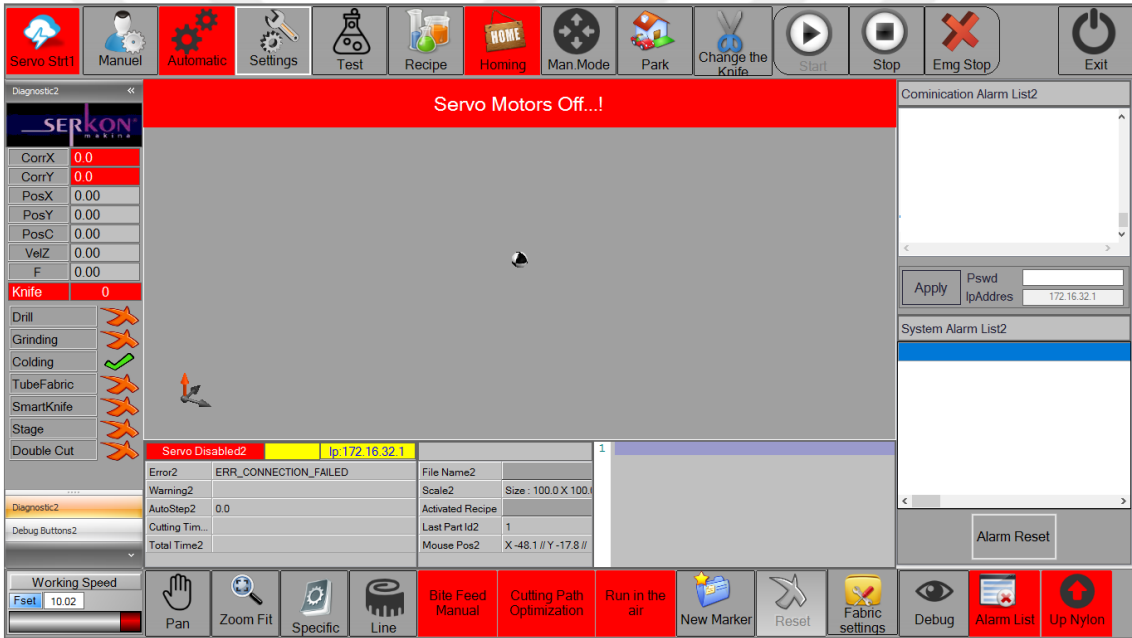 Servo Strt1
Manuel
Automatic
Settings
Test
Recipe
HOME
Homing
Man.Mode
Park
Change the
Knife
Start
Stop
Emg Stop
Exit
Diagnostic2
«
SERKON
makina
CorrX 0.0
CorrY 0.0
PosX 0.00
PosY 0.00
PosC 0.00
VelZ 0.00
F 0.00
Knife 0
Drill
Grinding
Colding
TubeFabric
SmartKnife
Stage
Double Cut
Diagnostic2
Debug Buttons2
Servo Motors Off...!
Servo Disabled2 Ip:172.16.32.1
Error2 ERR_CONNECTION_FAILED
Warning2
AutoStep2 0.0
Cutting Tim...
Total Time2
File Name2
Scale2 Size : 100.0 X 100.
Activated Recipe
Last Part Id2 1
Mouse Pos2 X -48.1 // Y -17.8 //
1
Cominication Alarm List2
Apply
Pswd
IpAddres 172.16.32.1
System Alarm List2
Alarm Reset
Working Speed
Fset 10.02
Pan
Zoom Fit
Specific
Line
Bite Feed
Manual
Cutting Path
Optimization
Run in the
air
New Marker
Reset
Fabric
settings
Debug
Alarm List
Up Nylon